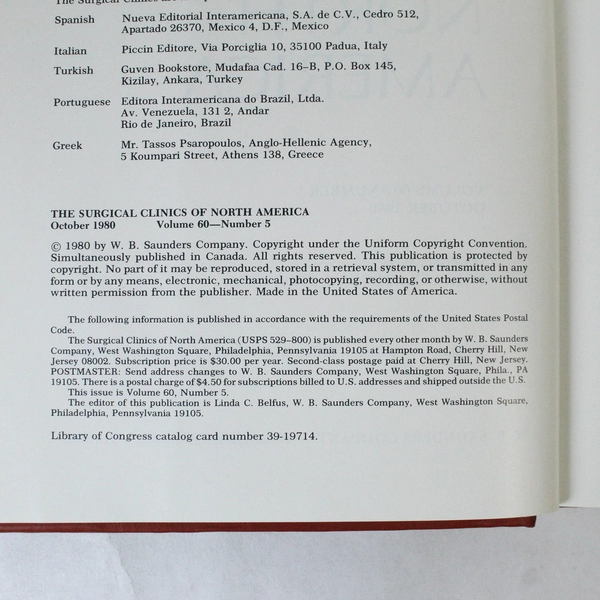 The Surgical Clinics are
Spanish Nueva Editorial Interamericana, S.A. de C.V., Cedro 512,
Apartado 26370, Mexico 4, D.F., Mexico
Italian Piccin Editore, Via Porciglia 10, 35100 Padua, Italy
Turkish Guven Bookstore, Mudafaa Cad. 16–B, P.O. Box 145,
Kizilay, Ankara, Turkey
Portuguese Editora Interamericana do Brazil, Ltda.
Av. Venezuela, 131 2, Andar
Rio de Janeiro, Brazil
Greek Mr. Tassos Psaropoulos, Anglo-Hellenic Agency,
5 Koumpari Street, Athens 138, Greece
THE SURGICAL CLINICS OF NORTH AMERICA
October 1980 Volume 60—Number 5
© 1980 by W. B. Saunders Company. Copyright under the Uniform Copyright Convention.
Simultaneously published in Canada. All rights reserved. This publication is protected by
copyright. No part of it may be reproduced, stored in a retrieval system, or transmitted in any
form or by any means, electronic, mechanical, photocopying, recording, or otherwise, without
written permission from the publisher. Made in the United States of America.
The following information is published in accordance with the requirements of the United States Postal
Code.
The Surgical Clinics of North America (USPS 529–800) is published every other month by W. B. Saunders
Company, West Washington Square, Philadelphia, Pennsylvania 19105 at Hampton Road, Cherry Hill, New
Jersey 08002. Subscription price is $30.00 per year. Second-class postage paid at Cherry Hill, New Jersey.
POSTMASTER: Send address changes to W. B. Saunders Company, West Washington Square, Phila., PA
19105. There is a postal charge of $4.50 for subscriptions billed to U.S. addresses and shipped outside the U.S.
This issue is Volume 60, Number 5.
The editor of this publication is Linda C. Belfus, W. B. Saunders Company, West Washington Square,
Philadelphia, Pennsylvania 19105.
Library of Congress catalog card number 39-19714.